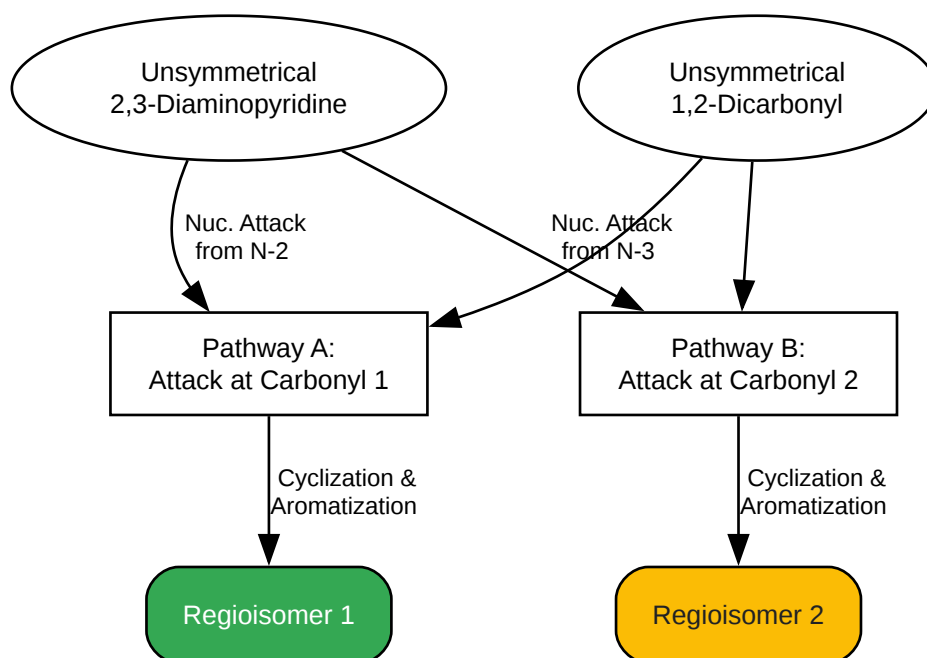 Unsymmetrical
2,3-Diaminopyridine
Unsymmetrical
1,2-Dicarbonyl
Nuc. Attack
from N-2
Nuc. Attack
from N-3
Pathway A:
Attack at Carbonyl 1
Pathway B:
Attack at Carbonyl 2
Cyclization &
Aromatization
Cyclization &
Aromatization
Regioisomer 1
Regioisomer 2